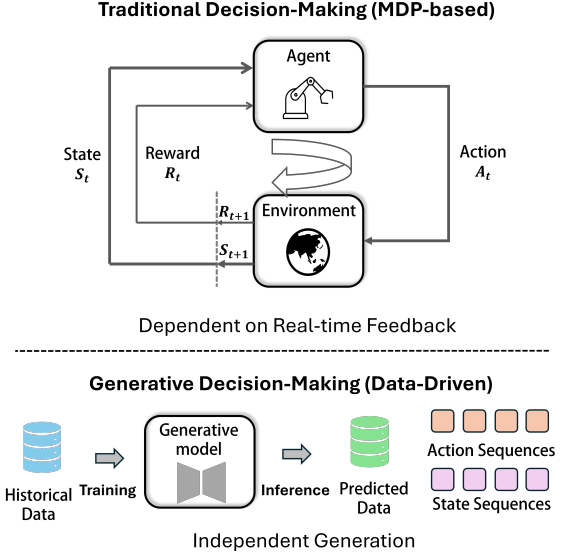 Traditional Decision-Making (MDP-based)
Agent
State
S_t
Reward
R_t
Action
A_t
R_{t+1}
Environment
S_{t+1}
Dependent on Real-time Feedback
Generative Decision-Making (Data-Driven)
Historical
Data
Training
Generative
model
Inference
Predicted
Data
Action Sequences
State Sequences
Independent Generation